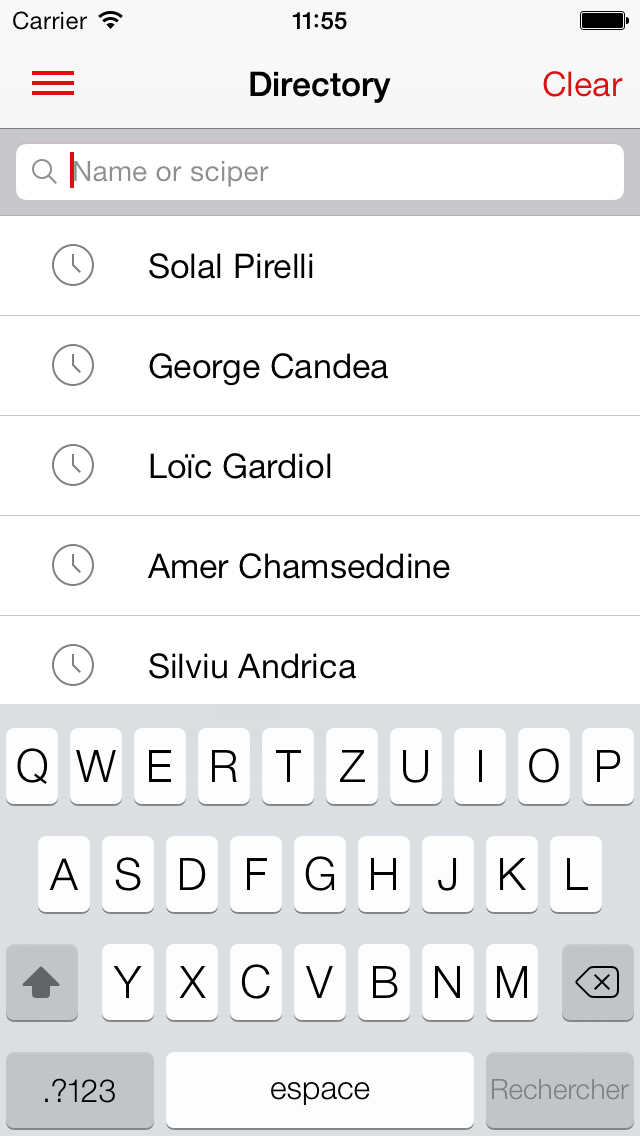 Carrier 11:55
Directory Clear
Name or sciper
Solal Pirelli
George Candea
Loïc Gardiol
Amer Chamseddine
Silviu Andrica
Q W E R T Z U I O P
A S D F G H J K L
Y X C V B N M
.?123 espace Rechercher